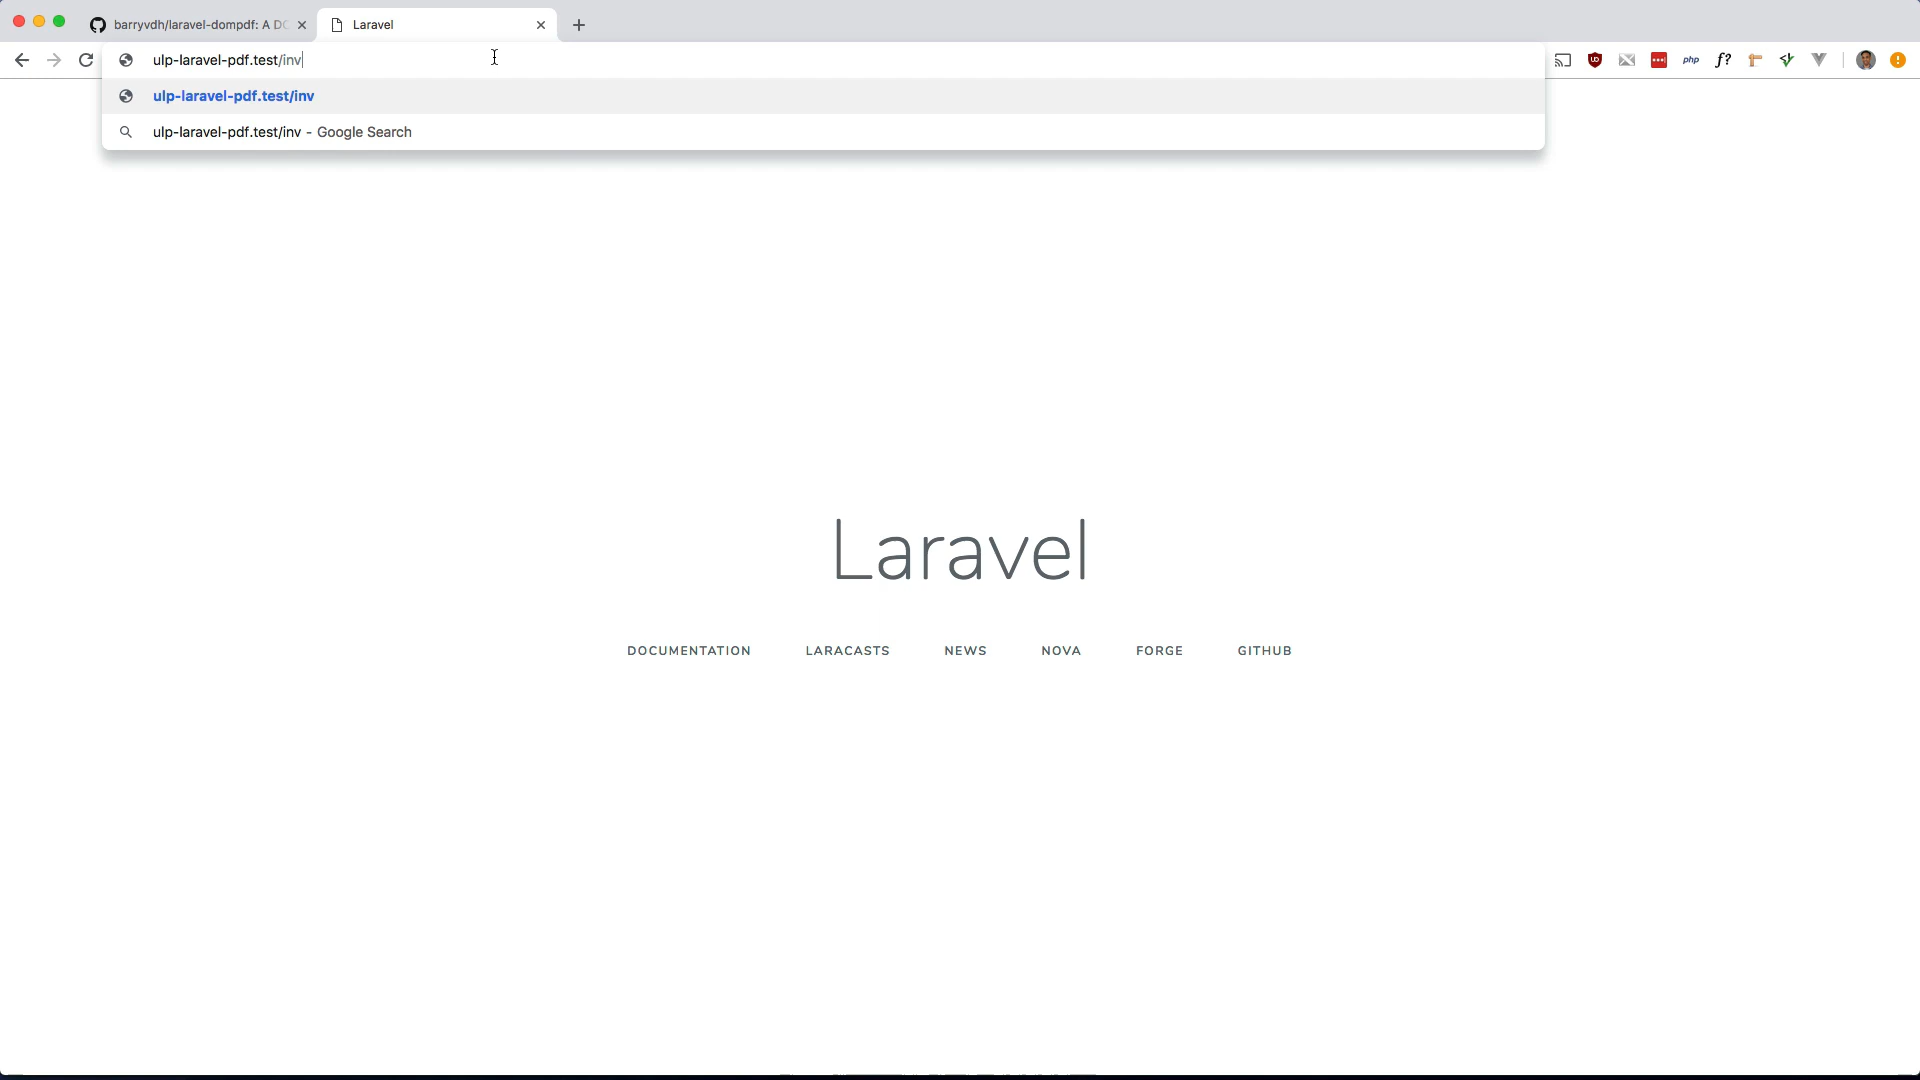 barryvdh/laravel-dompdf: A DO
Laravel
ulp-laravel-pdf.test/inv
php
f?
ulp-laravel-pdf.test/inv
ulp-laravel-pdf.test/inv - Google Search
Laravel
DOCUMENTATION LARACASTS NEWS NOVA FORGE GITHUB